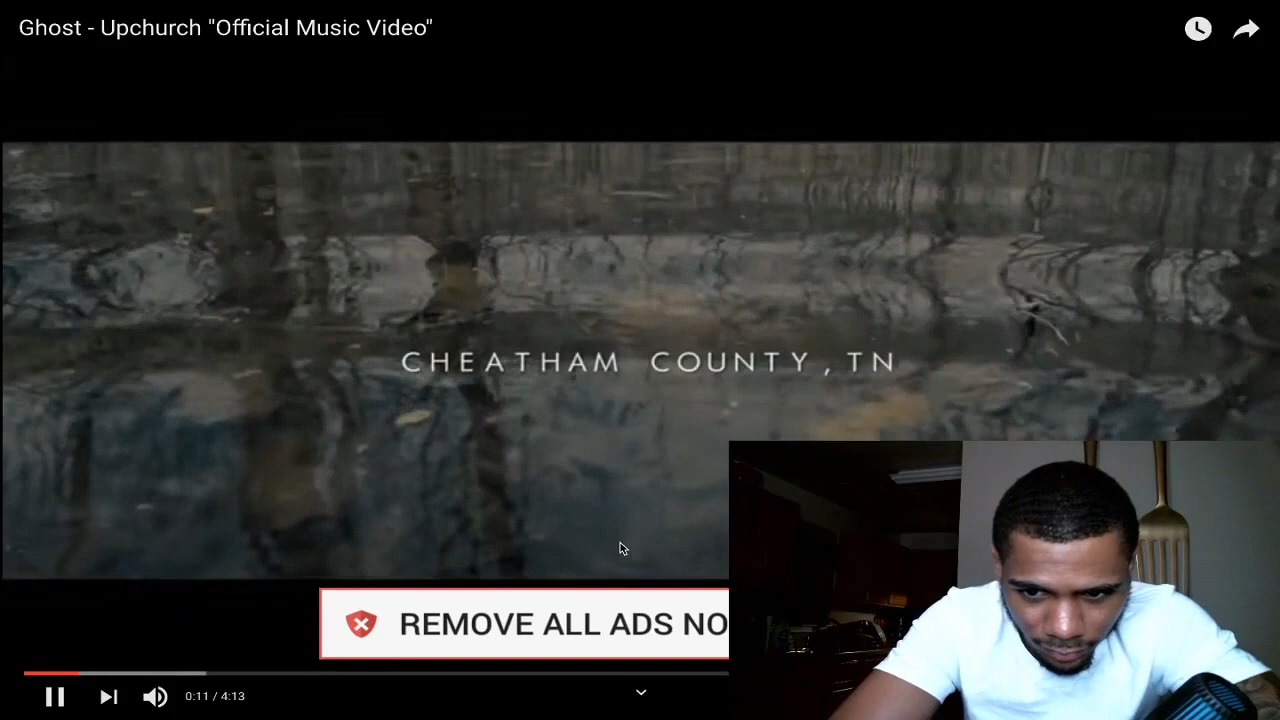 Ghost - Upchurch "Official Music Video"
CHEATHAM COUNTY, TN
REMOVE ALL ADS NO
0:11 / 4:13